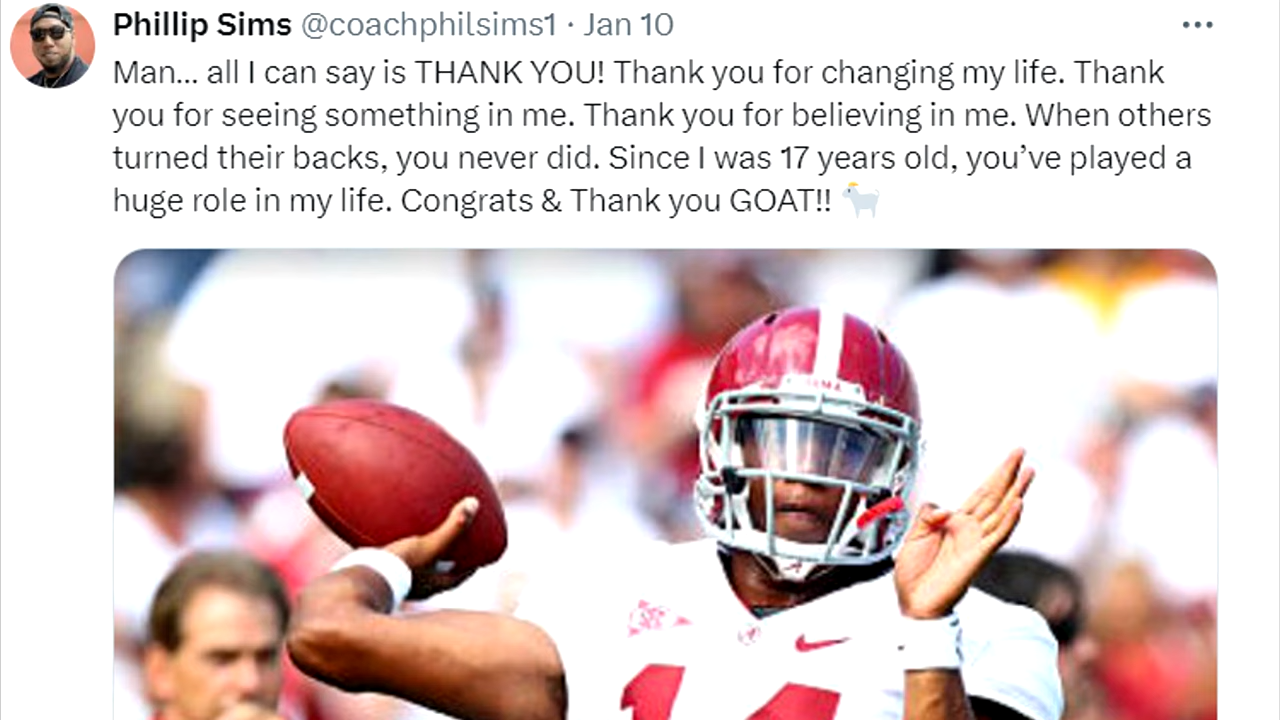 Phillip Sims @coachphilsims1 · Jan 10
Man... all I can say is THANK YOU! Thank you for changing my life. Thank
you for seeing something in me. Thank you for believing in me. When others
turned their backs, you never did. Since I was 17 years old, you’ve played a
huge role in my life. Congrats & Thank you GOAT!! 🐐
14